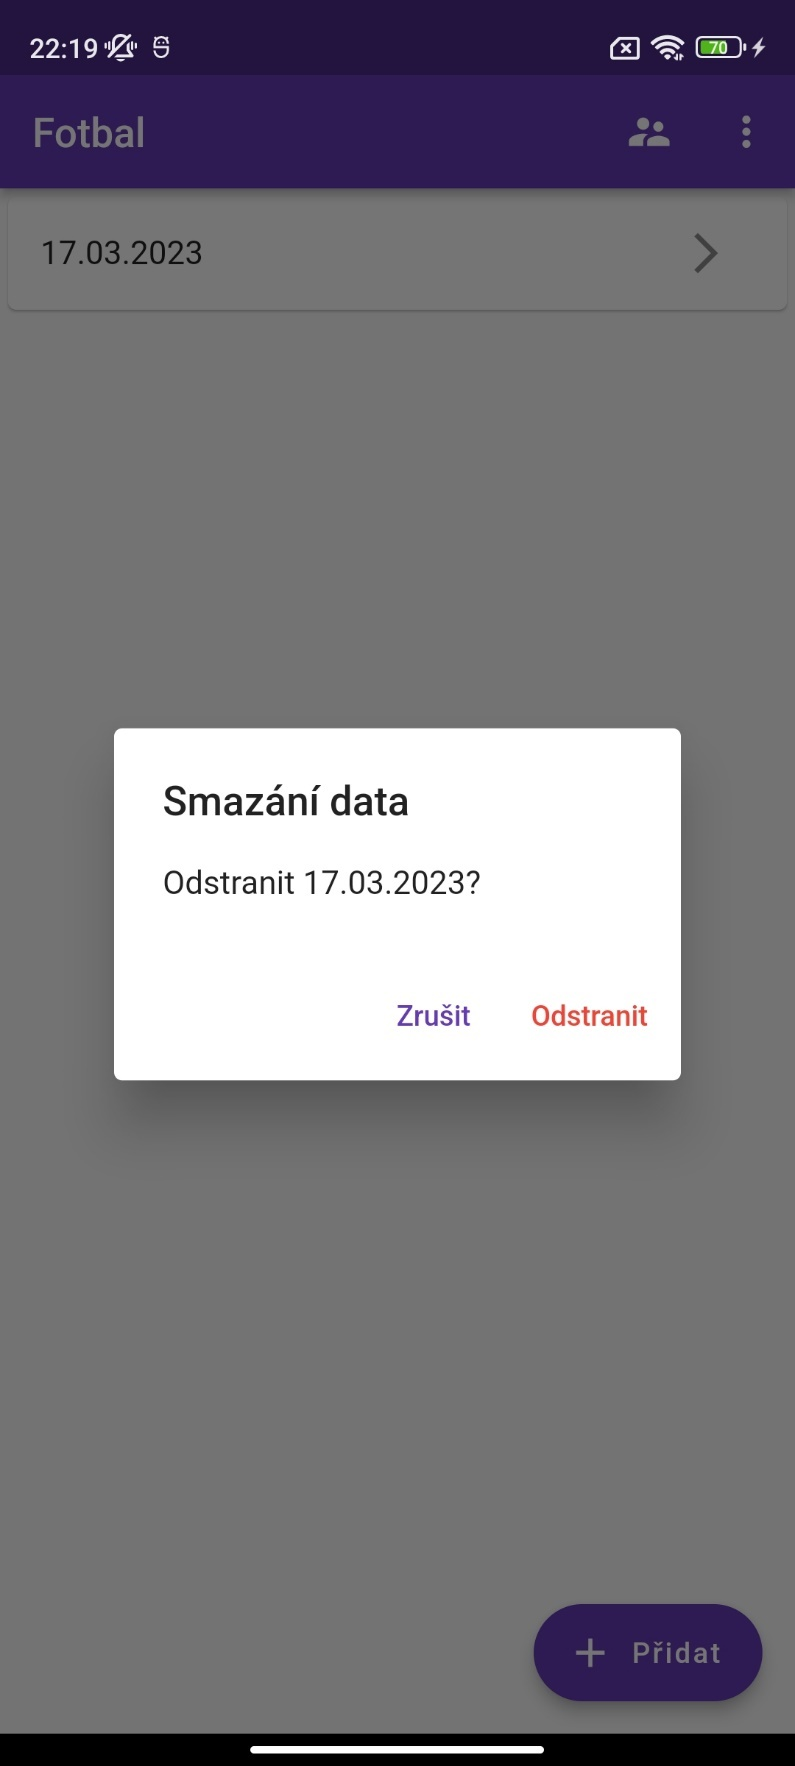 22:19
70
Fotbal
17.03.2023
Smazání data
Odstranit 17.03.2023?
Zrušit Odstranit
Přidat